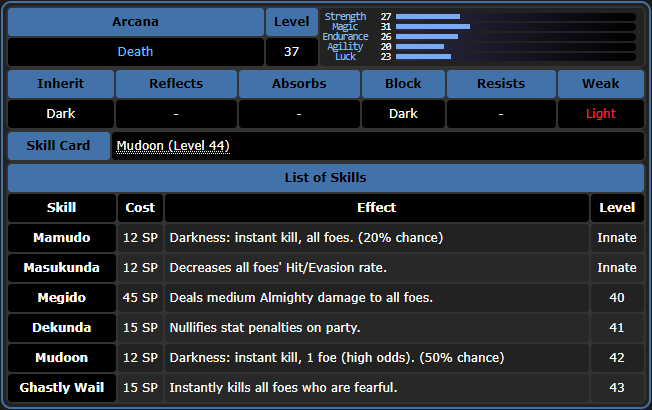 Arcana Level
Death 37
Strength 27
Magic 31
Endurance 26
Agility 20
Luck 23
Inherit Reflects Absorbs Block Resists Weak
Dark - - Dark - Light
Skill Card Mudoon (Level 44)
List of Skills
Skill Cost Effect Level
Mamudo 12 SP Darkness: instant kill, all foes. (20% chance) Innate
Masukunda 12 SP Decreases all foes' Hit/Evasion rate. Innate
Megido 45 SP Deals medium Almighty damage to all foes. 40
Dekunda 15 SP Nullifies stat penalties on party. 41
Mudoon 12 SP Darkness: instant kill, 1 foe (high odds). (50% chance) 42
Ghastly Wail 15 SP Instantly kills all foes who are fearful. 43